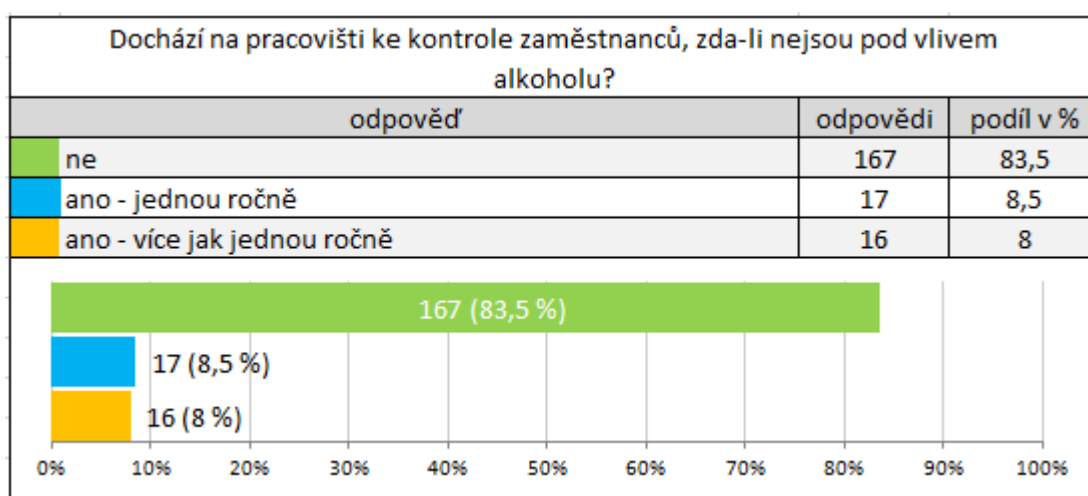 Dochází na pracovišti ke kontrole zaměstnanců, zda-li nejsou pod vlivem
alkoholu?
odpověď odpovědi podíl v %
ne 167 83,5
ano - jednou ročně 17 8,5
ano - více jak jednou ročně 16 8
167 (83,5 %)
17 (8,5 %)
16 (8 %)
0% 10% 20% 30% 40% 50% 60% 70% 80% 90% 100%